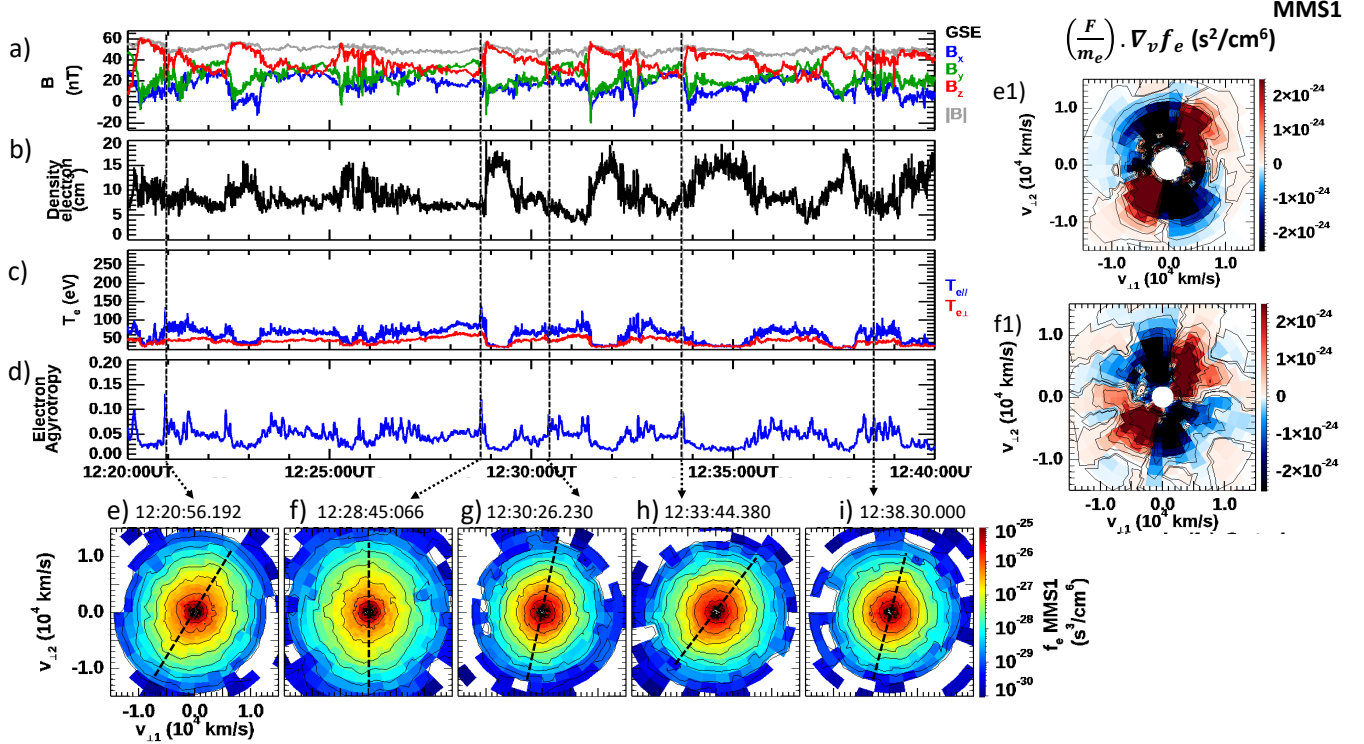 MMS1
(F/m_e) . ∇_v f_e (s²/cm⁶)
a)
B
(nT)
60
40
20
0
-20
GSE
B_x
B_y
B_z
|B|
b)
Density
electron
(cm⁻³)
20
15
10
5
0
c)
T_e (eV)
250
200
150
100
50
T_e//
T_e⊥
d)
Electron
Agyrotropy
0.20
0.15
0.10
0.05
0.00
12:20:00UT 12:25:00UT 12:30:00UT 12:35:00UT 12:40:00UT
e1)
v_⊥2 (10⁴ km/s)
1.0
0.0
-1.0
-1.0 0.0 1.0
v_⊥1 (10⁴ km/s)
2×10⁻²⁴
1×10⁻²⁴
0
-1×10⁻²⁴
-2×10⁻²⁴
f1)
v_⊥2 (10⁴ km/s)
1.0
0.0
-1.0
-1.0 0.0 1.0
v_⊥1 (10⁴ km/s)
2×10⁻²⁴
1×10⁻²⁴
0
-1×10⁻²⁴
-2×10⁻²⁴
e) 12:20:56.192
f) 12:28:45:066
g) 12:30:26.230
h) 12:33:44.380
i) 12:38.30.000
v_⊥2 (10⁴ km/s)
1.0
0.0
-1.0
-1.0 0.0 1.0
v_⊥1 (10⁴ km/s)
10⁻²⁵
10⁻²⁶
10⁻²⁷
10⁻²⁸
10⁻²⁹
10⁻³⁰
f_e MMS1
(s³/cm⁶)